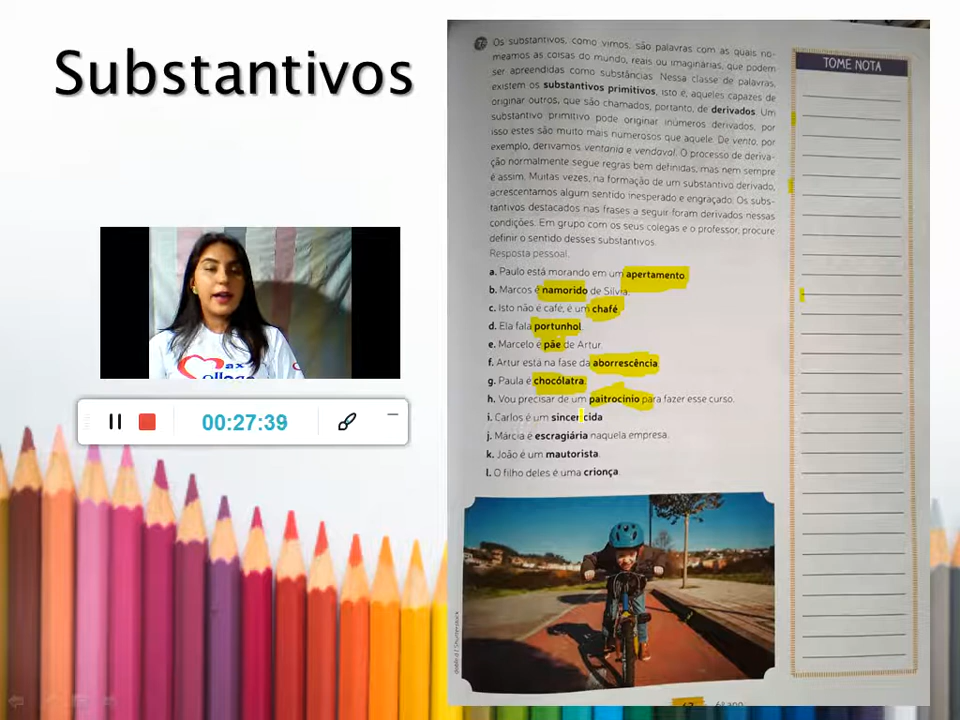 Substantivos
00:27:39
7. Os substantivos, como vimos, são palavras com as quais no-
meamos as coisas do mundo, reais ou imaginárias, que podem
ser apreendidas como substâncias. Nessa classe de palavras,
existem os substantivos primitivos, isto é, aqueles capazes de
originar outros, que são chamados, portanto, de derivados. Um
substantivo primitivo pode originar inúmeros derivados, por
isso estes são muito mais numerosos que aquele. De vento, por
exemplo, derivamos ventania e vendaval. O processo de deriva-
ção normalmente segue regras bem definidas, mas nem sempre
é assim. Muitas vezes, na formação de um substantivo derivado,
acrescentamos algum sentido inesperado e engraçado. Os subs-
tantivos destacados nas frases a seguir foram derivados nessas
condições. Em grupo com os seus colegas e o professor, procure
definir o sentido desses substantivos.
Resposta pessoal.
a. Paulo está morando em um apertamento
b. Marcos é namorido de Silvia.
c. Isto não é café, é um chafé.
d. Ela fala portunhol.
e. Marcelo é pãe de Artur.
f. Artur está na fase da aborrescência.
g. Paula é chocólatra.
h. Vou precisar de um paitrocínio para fazer esse curso.
i. Carlos é um sincericida
j. Márcia é escragiária naquela empresa.
k. João é um mautorista.
l. O filho deles é uma crionça.
TOME NOTA
6º ano